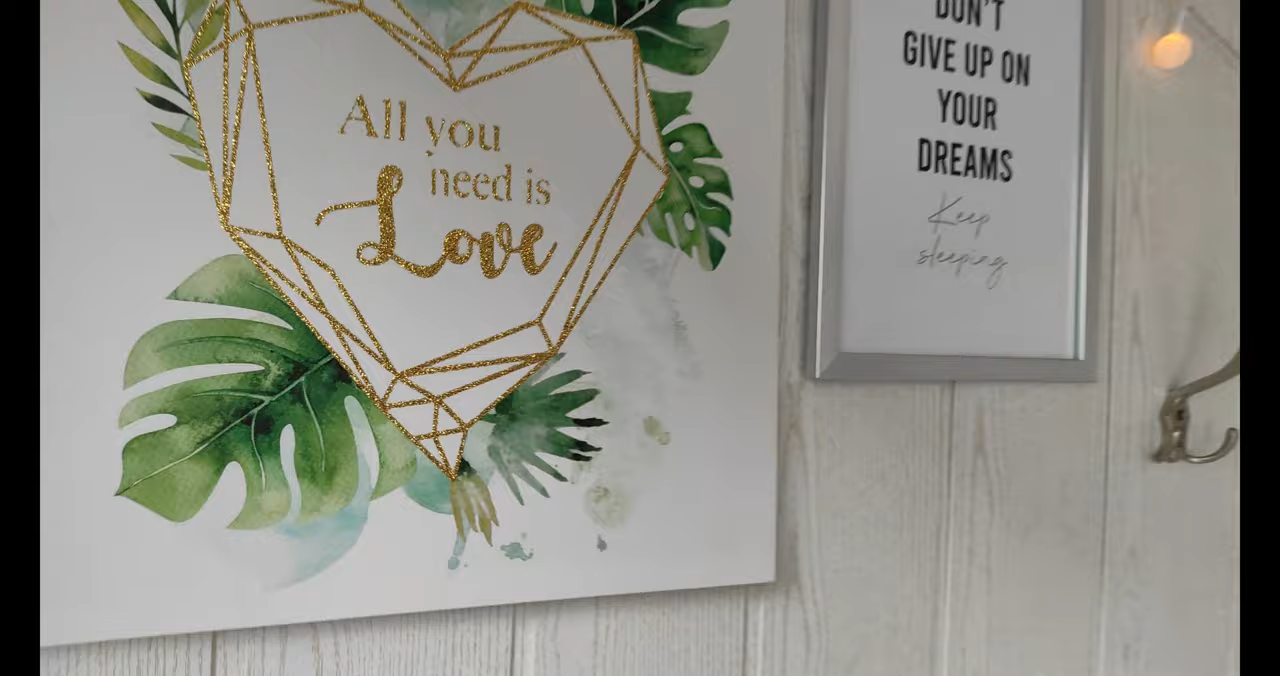 All you
need is
Love
DON'T
GIVE UP ON
YOUR
DREAMS
Keep
sleeping